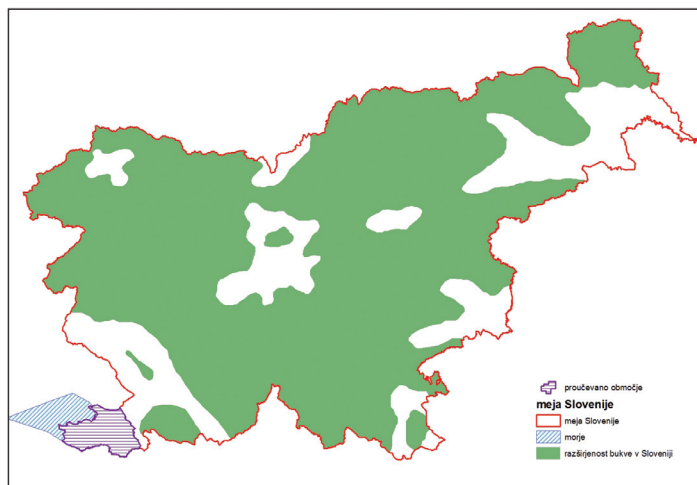 proučevano območje
meja Slovenije
meja Slovenije
morje
razširjenost bukve v Sloveniji